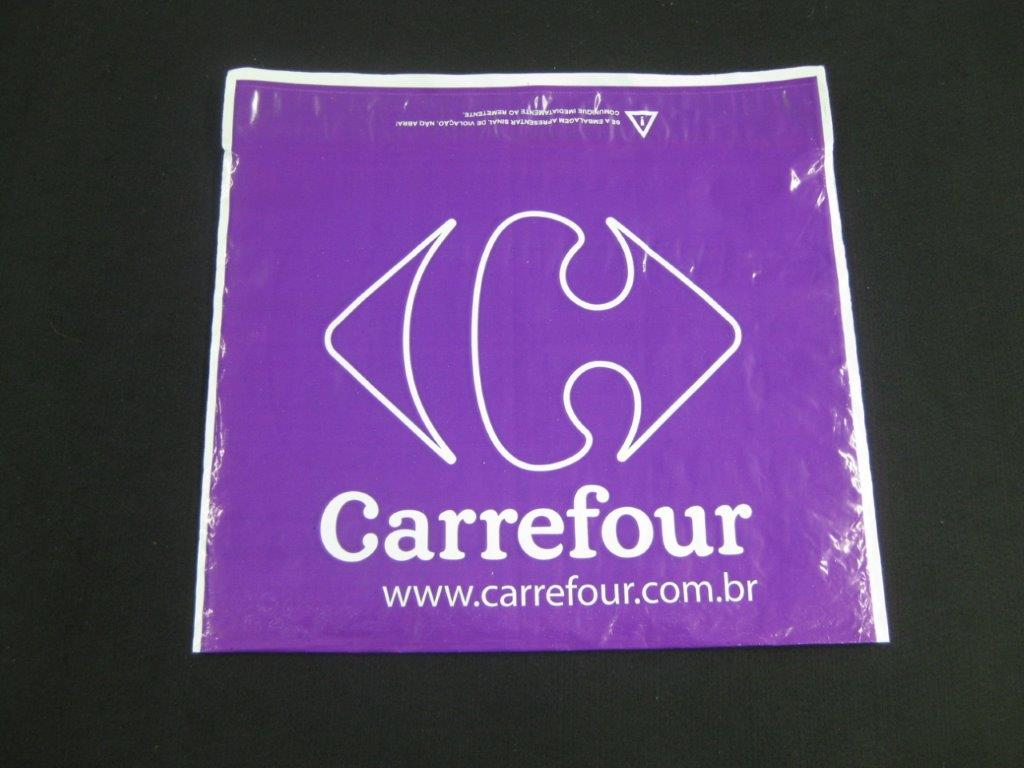 SE A EMBALAGEM APRESENTAR SINAL DE VIOLAÇÃO, NÃO ABRA!
COMUNIQUE IMEDIATAMENTE AO REMETENTE.
Carrefour
www.carrefour.com.br